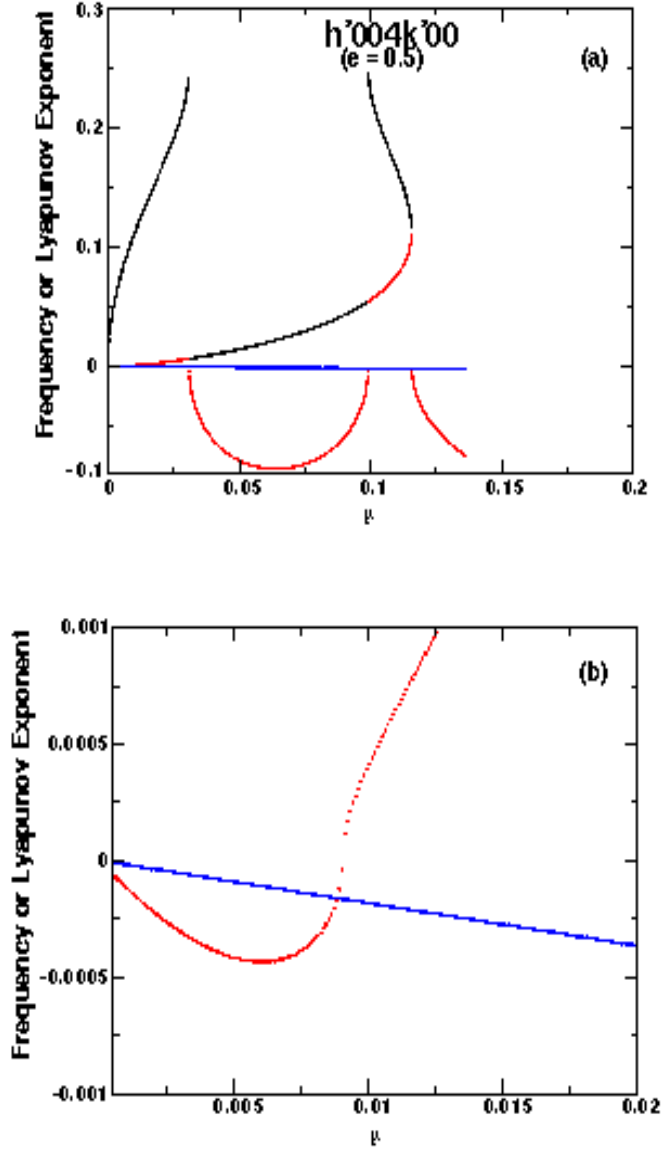 h'004k'00
(e = 0.5)
(a)
Frequency or Lyapunov Exponent
0.3
0.2
0.1
0
-0.1
0
0.05
0.1
0.15
0.2
μ
(b)
Frequency or Lyapunov Exponent
0.001
0.0005
0
-0.0005
-0.001
0.005
0.01
0.015
0.02
μ